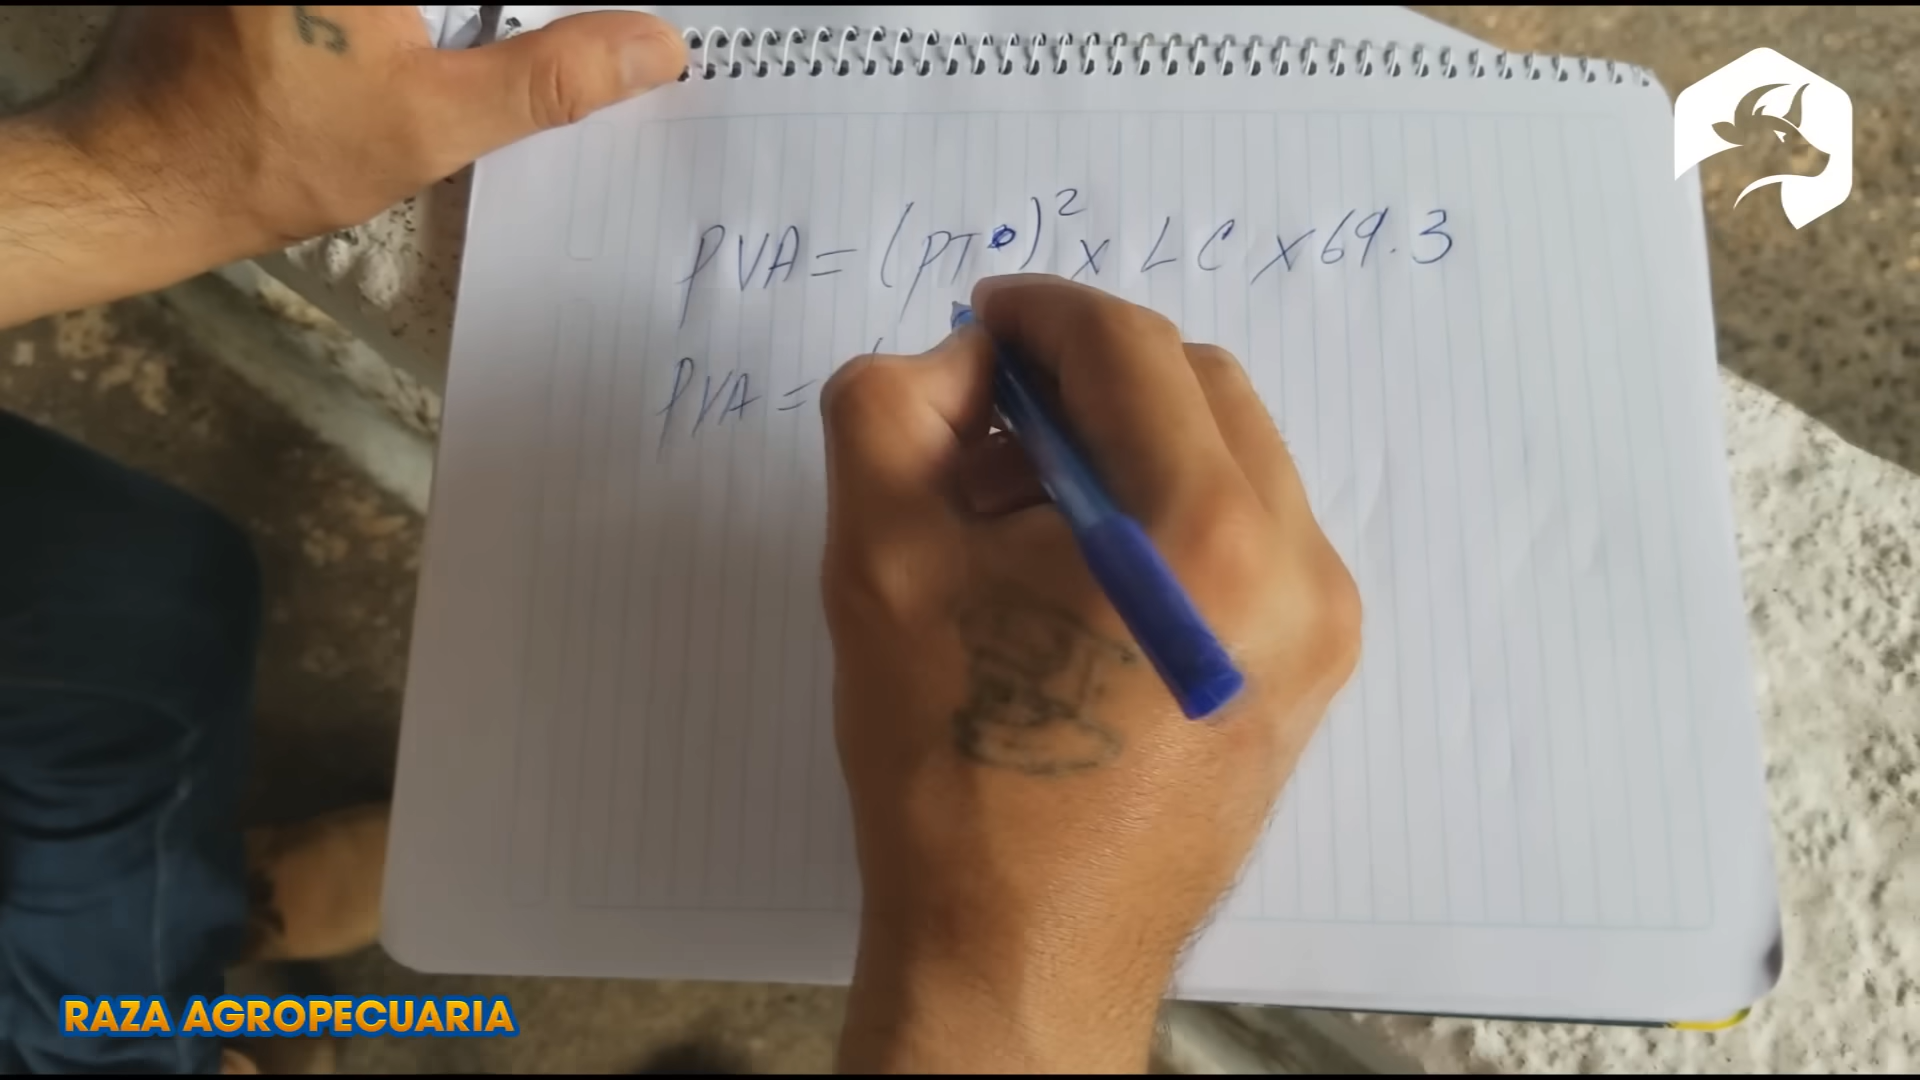 PVA = (PT)² x LC x 69.3
PVA = (
RAZA AGROPECUARIA